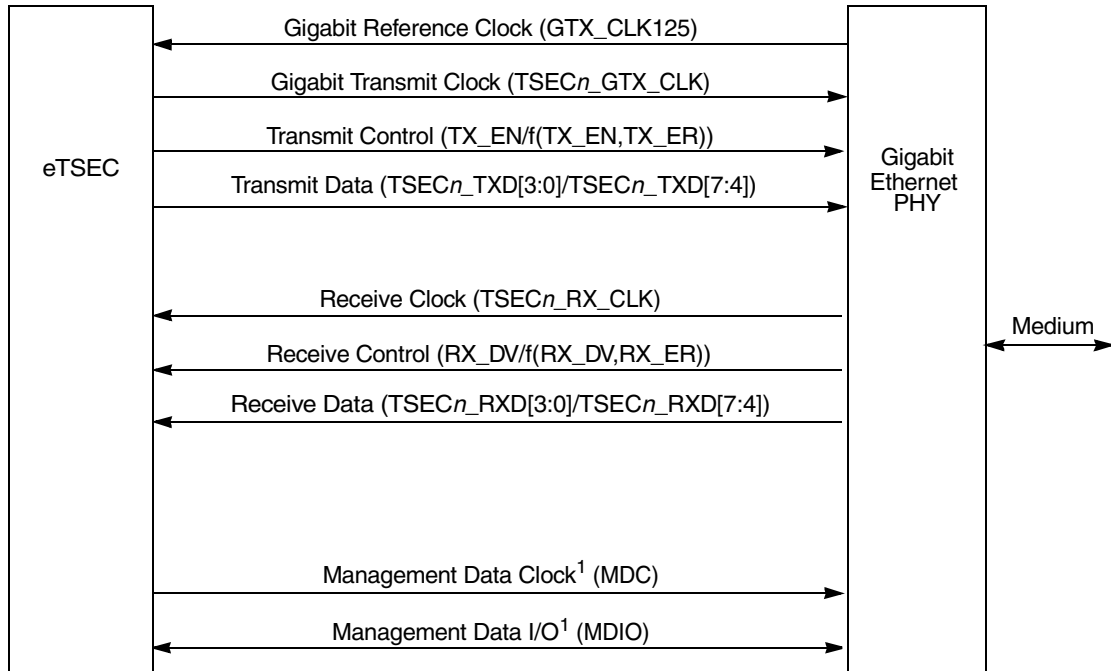 Gigabit Reference Clock (GTX_CLK125)
Gigabit Transmit Clock (TSECn_GTX_CLK)
Transmit Control (TX_EN/f(TX_EN,TX_ER))
eTSEC
Transmit Data (TSECn_TXD[3:0]/TSECn_TXD[7:4])
Gigabit
Ethernet
PHY
Receive Clock (TSECn_RX_CLK)
Medium
Receive Control (RX_DV/f(RX_DV,RX_ER))
Receive Data (TSECn_RXD[3:0]/TSECn_RXD[7:4])
Management Data Clock¹ (MDC)
Management Data I/O¹ (MDIO)